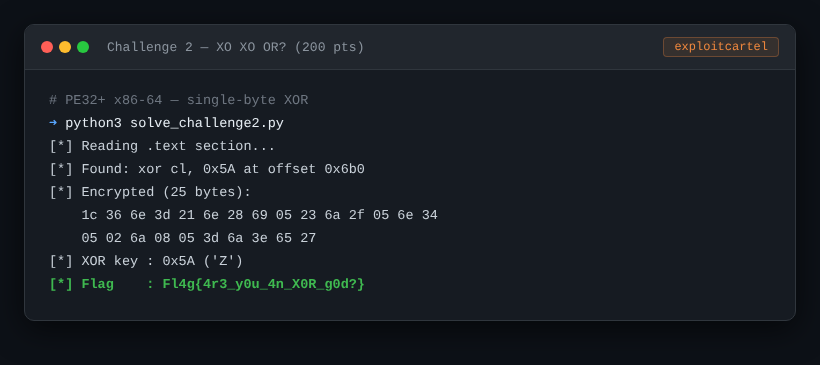 Challenge 2 — XO XO OR? (200 pts)
exploitcartel
# PE32+ x86-64 — single-byte XOR
➜ python3 solve_challenge2.py
[*] Reading .text section...
[*] Found: xor cl, 0x5A at offset 0x6b0
[*] Encrypted (25 bytes):
1c 36 6e 3d 21 6e 28 69 05 23 6a 2f 05 6e 34
05 02 6a 08 05 3d 6a 3e 65 27
[*] XOR key : 0x5A ('Z')
[*] Flag    : Fl4g{4r3_y0u_4n_X0R_g0d?}